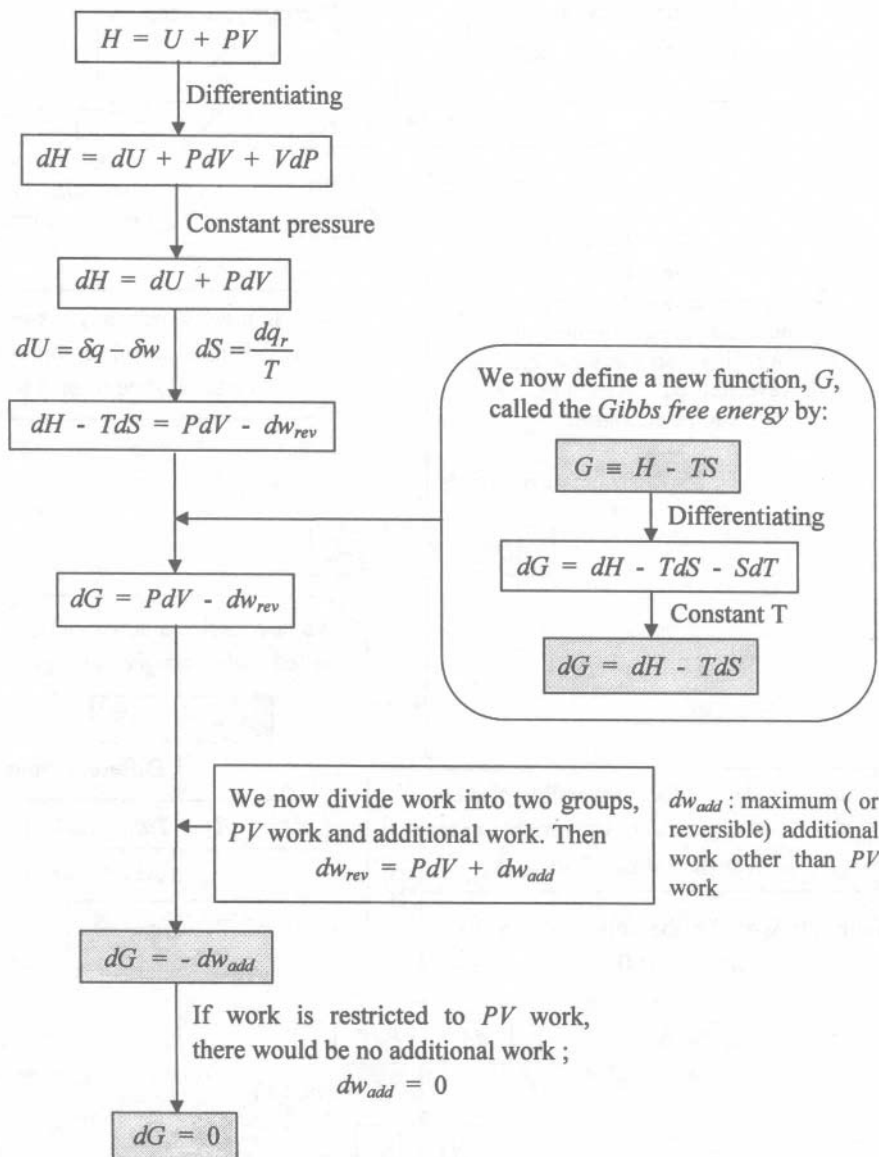 H = U + PV
Differentiating
dH = dU + PdV + VdP
Constant pressure
dH = dU + PdV
dU = δq − δw    dS = dq_r / T
dH - TdS = PdV - dw_rev
We now define a new function, G,
called the Gibbs free energy by:
G ≡ H - TS
Differentiating
dG = dH - TdS - SdT
Constant T
dG = dH - TdS
dG = PdV - dw_rev
We now divide work into two groups,
PV work and additional work. Then
dw_rev = PdV + dw_add
dw_add : maximum ( or
reversible) additional
work other than PV
work
dG = - dw_add
If work is restricted to PV work,
there would be no additional work ;
dw_add = 0
dG = 0